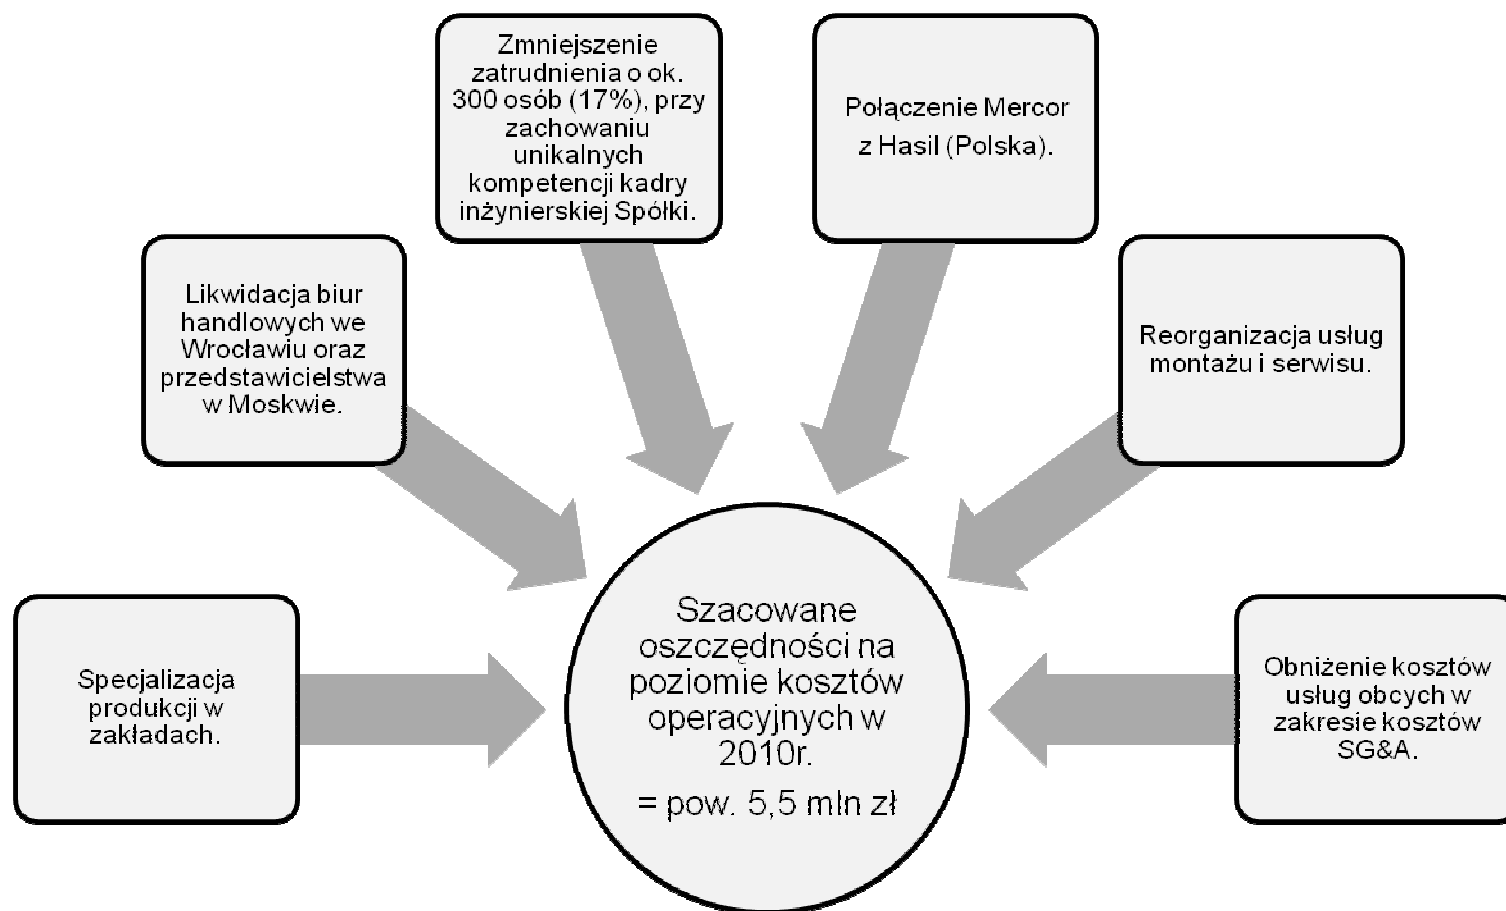 Zmniejszenie
zatrudnienia o ok.
300 osób (17%), przy
zachowaniu
unikalnych
kompetencji kadry
inżynierskiej Spółki.
Połączenie Mercor
z Hasil (Polska).
Likwidacja biur
handlowych we
Wrocławiu oraz
przedstawicielstwa
w Moskwie.
Reorganizacja usług
montażu i serwisu.
Specjalizacja
produkcji w
zakładach.
Szacowane
oszczędności na
poziomie kosztów
operacyjnych w
2010r.
= pow. 5,5 mln zł
Obniżenie kosztów
usług obcych w
zakresie kosztów
SG&A.